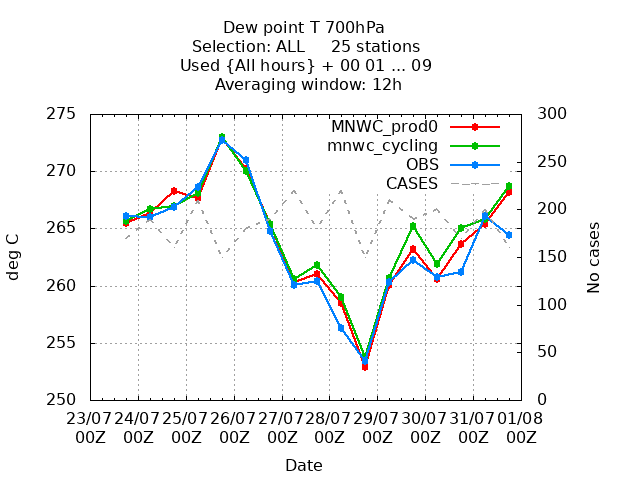 Dew point T 700hPa
Selection: ALL     25 stations
Used {All hours} + 00 01 ... 09
Averaging window: 12h
275
270
265
260
255
250
deg C
300
250
200
150
100
50
0
No cases
MNWC_prod0
mnwc_cycling
OBS
CASES
23/07 24/07 25/07 26/07 27/07 28/07 29/07 30/07 31/07 01/08
00Z 00Z 00Z 00Z 00Z 00Z 00Z 00Z 00Z 00Z
Date